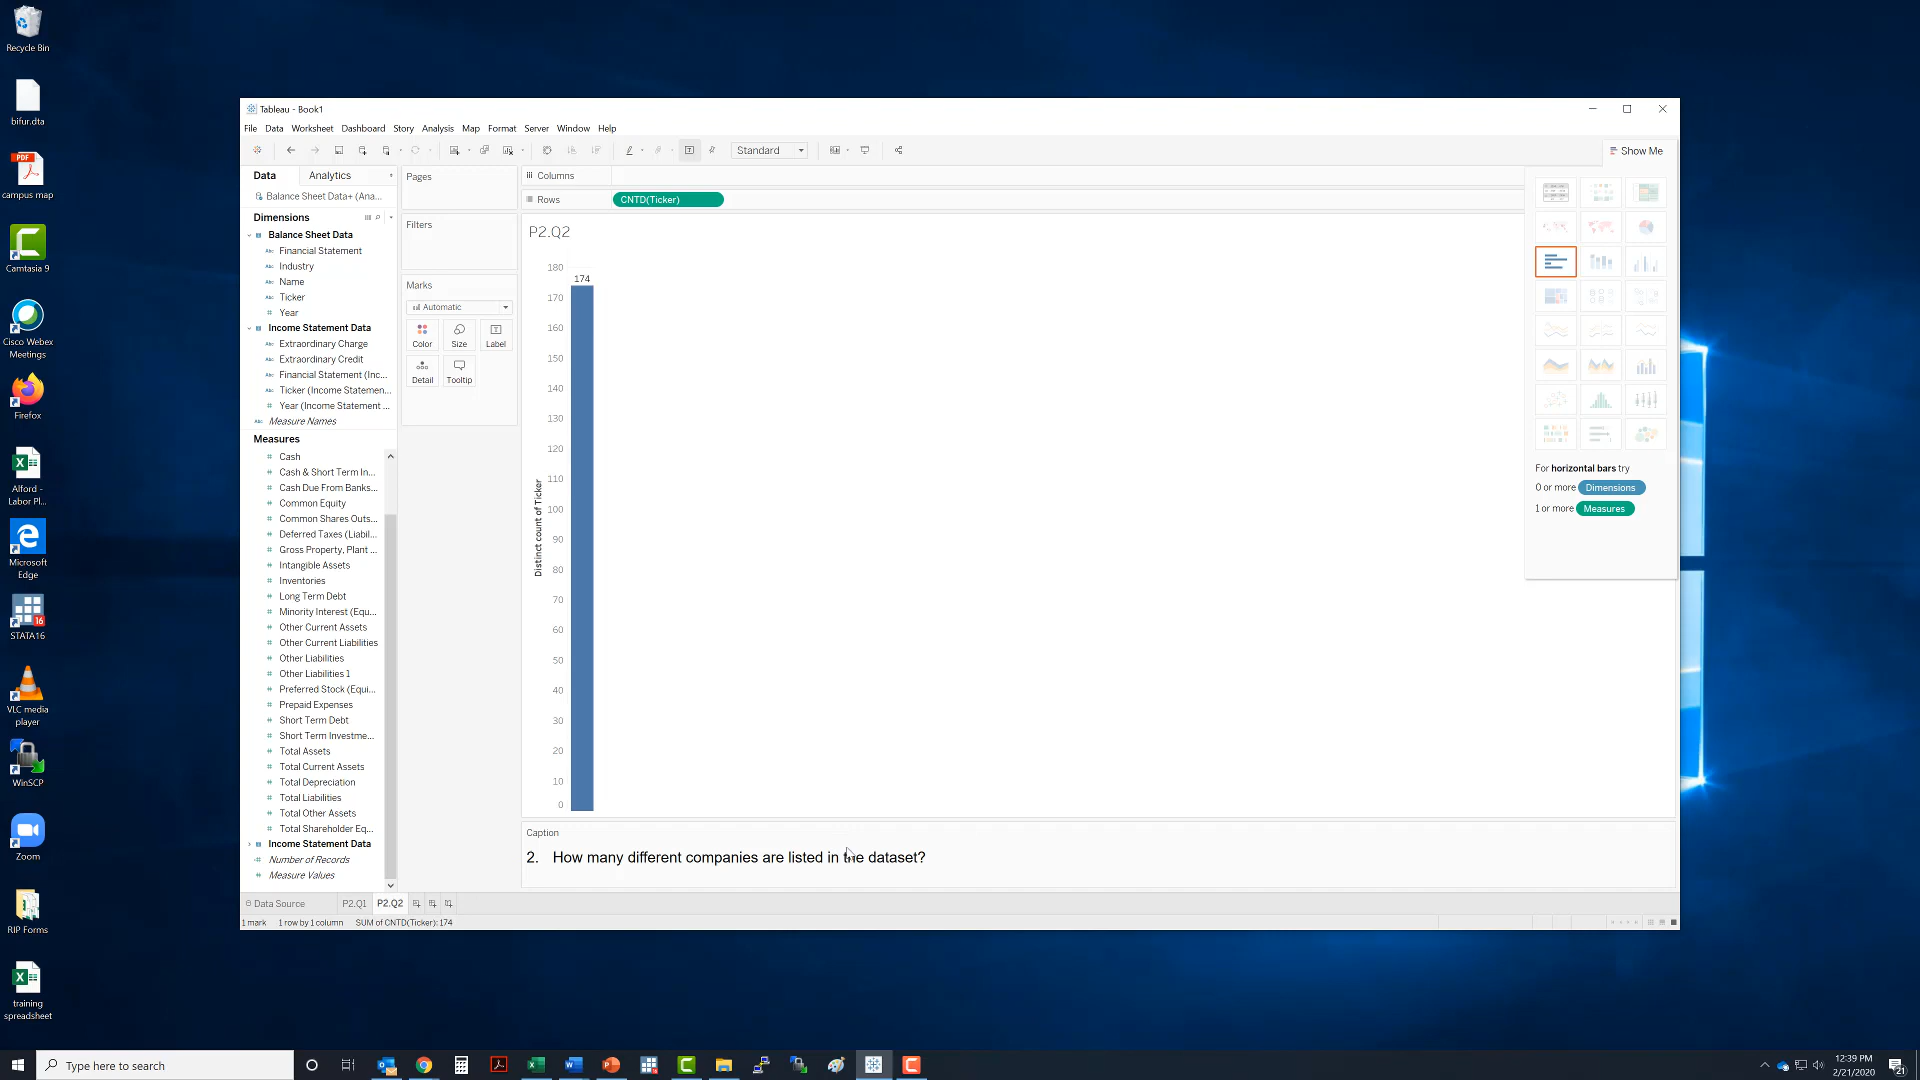 Recycle Bin
bifur.dta
PDF
campus map
Camtasia 9
Cisco Webex
Meetings
Firefox
Alford -
Labor Pl...
Microsoft
Edge
16
STATA16
VLC media
player
WinSCP
Zoom
RIP Forms
training
spreadsheet
Tableau - Book1
File Data Worksheet Dashboard Story Analysis Map Format Server Window Help
Standard
Show Me
Data Analytics
Balance Sheet Data+ (Ana...
Dimensions
Balance Sheet Data
Abc Financial Statement
Abc Industry
Abc Name
Abc Ticker
# Year
Income Statement Data
Abc Extraordinary Charge
Abc Extraordinary Credit
Abc Financial Statement (Inc...
Abc Ticker (Income Statemen...
# Year (Income Statement ...
Abc Measure Names
Measures
# Cash
# Cash & Short Term In...
# Cash Due From Banks...
# Common Equity
# Common Shares Outs...
# Deferred Taxes (Liabil...
# Gross Property, Plant ...
# Intangible Assets
# Inventories
# Long Term Debt
# Minority Interest (Equ...
# Other Current Assets
# Other Current Liabilities
# Other Liabilities
# Other Liabilities 1
# Preferred Stock (Equi...
# Prepaid Expenses
# Short Term Debt
# Short Term Investme...
# Total Assets
# Total Current Assets
# Total Depreciation
# Total Liabilities
# Total Other Assets
# Total Shareholder Eq...
Income Statement Data
Number of Records
# Measure Values
Pages
Filters
Marks
Automatic
Color Size Label
Detail Tooltip
Columns
Rows CNTD(Ticker)
P2.Q2
174
180
170
160
150
140
130
120
110
100
90
80
70
60
50
40
30
20
10
0
Distinct count of Ticker
For horizontal bars try
0 or more Dimensions
1 or more Measures
Caption
2. How many different companies are listed in the dataset?
Data Source P2.Q1 P2.Q2
1 mark 1 row by 1 column SUM of CNTD(Ticker): 174
Type here to search
12:39 PM
2/21/2020
21